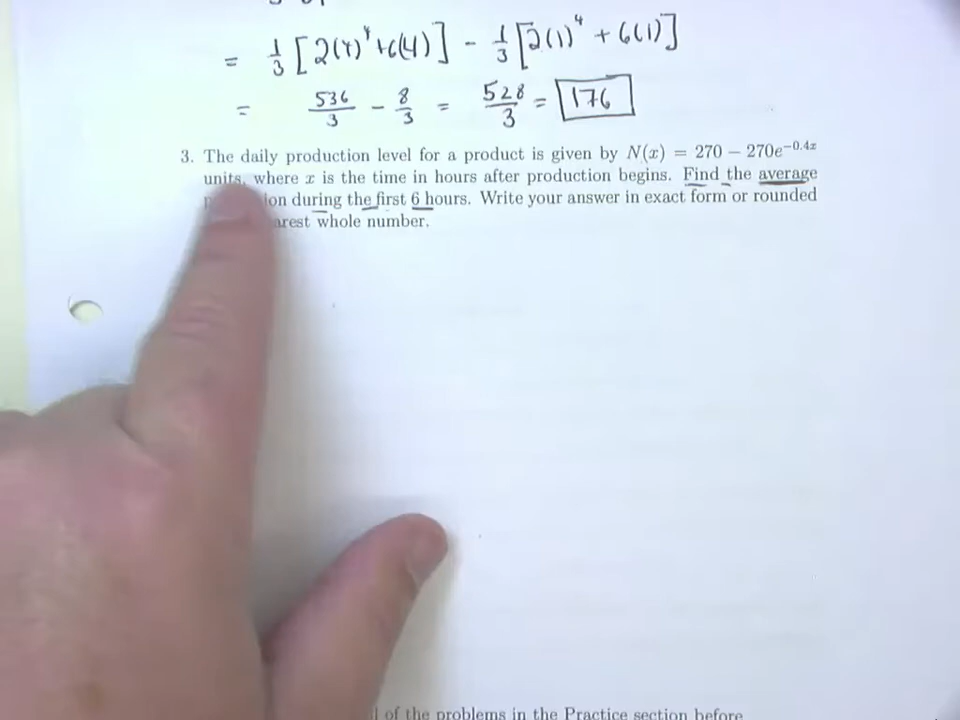 = 1/3 [ 2(4)⁴ + 6(4) ] - 1/3 [ 2(1)⁴ + 6(1) ]
= 536/3 - 8/3 = 528/3 = 176
3. The daily production level for a product is given by N(x) = 270 − 270e^{−0.4x}
units, where x is the time in hours after production begins. Find the average
during the first 6 hours. Write your answer in exact form or rounded
whole number.
of the problems in the Practice section before